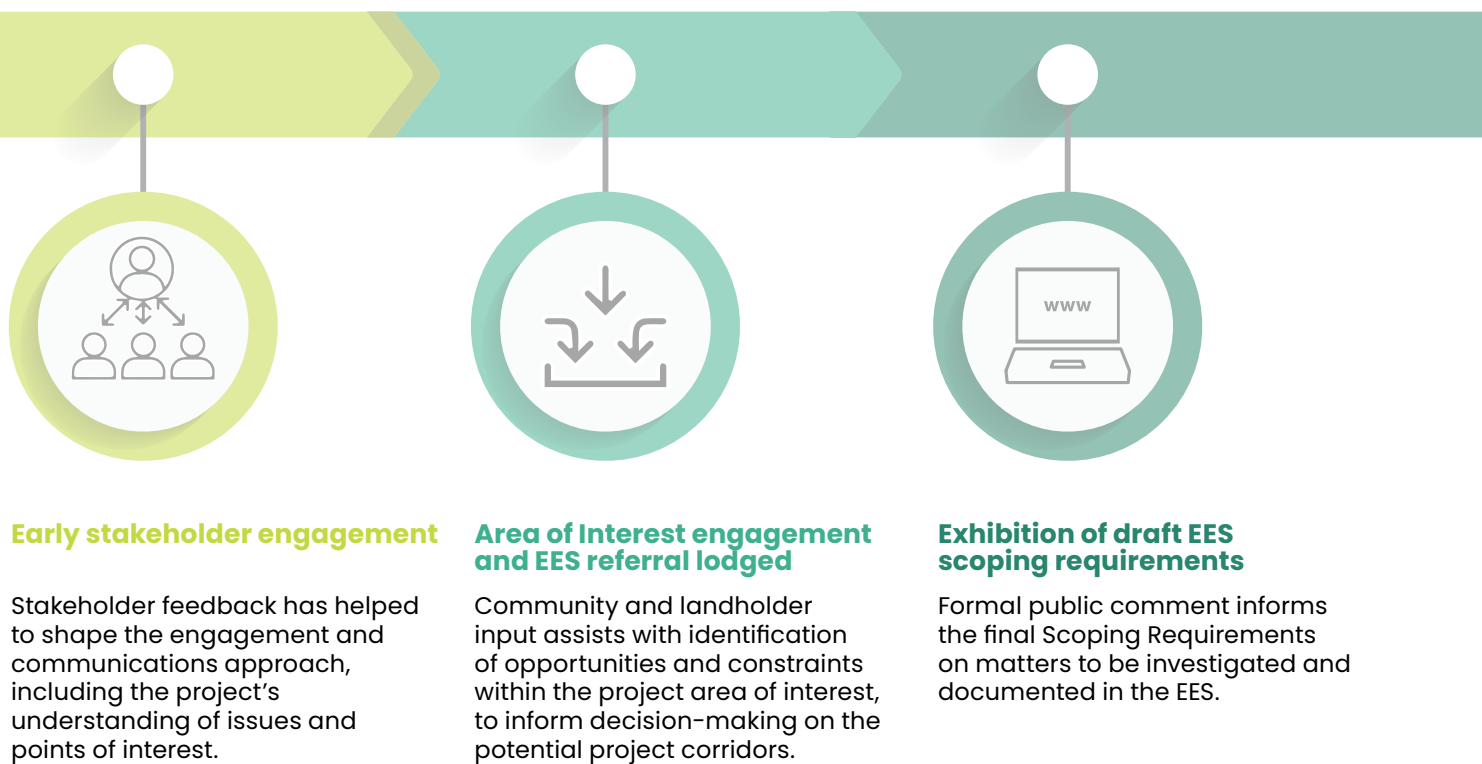 www
Early stakeholder engagement
Stakeholder feedback has helped
to shape the engagement and
communications approach,
including the project’s
understanding of issues and
points of interest.
Area of Interest engagement
and EES referral lodged
Community and landholder
input assists with identification
of opportunities and constraints
within the project area of interest,
to inform decision-making on the
potential project corridors.
Exhibition of draft EES
scoping requirements
Formal public comment informs
the final Scoping Requirements
on matters to be investigated and
documented in the EES.